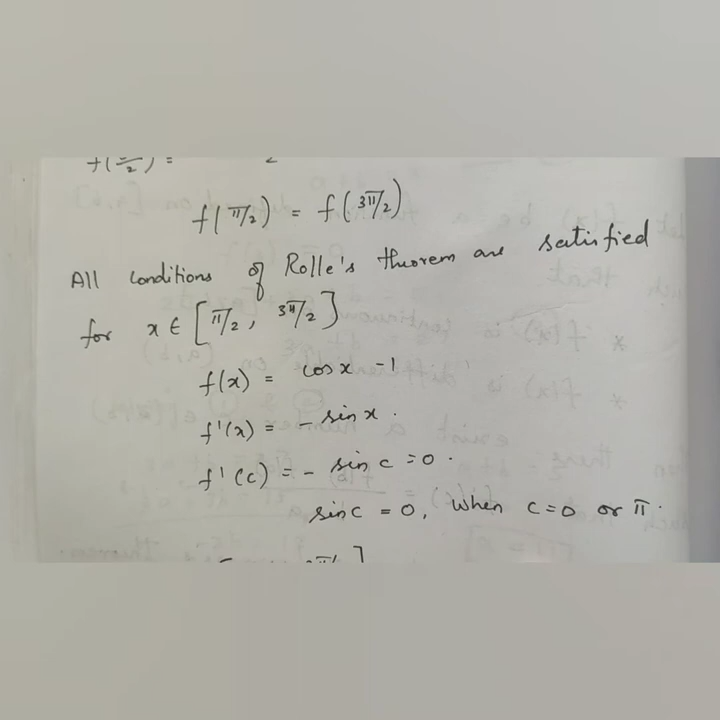 f(π/2) = f(3π/2)
All conditions of Rolle's theorem are satisfied
for x ∈ [π/2, 3π/2]
f(x) = cos x - 1
f'(x) = - sin x.
f'(c) = - sin c = 0.
sin c = 0, when c = 0 or π.